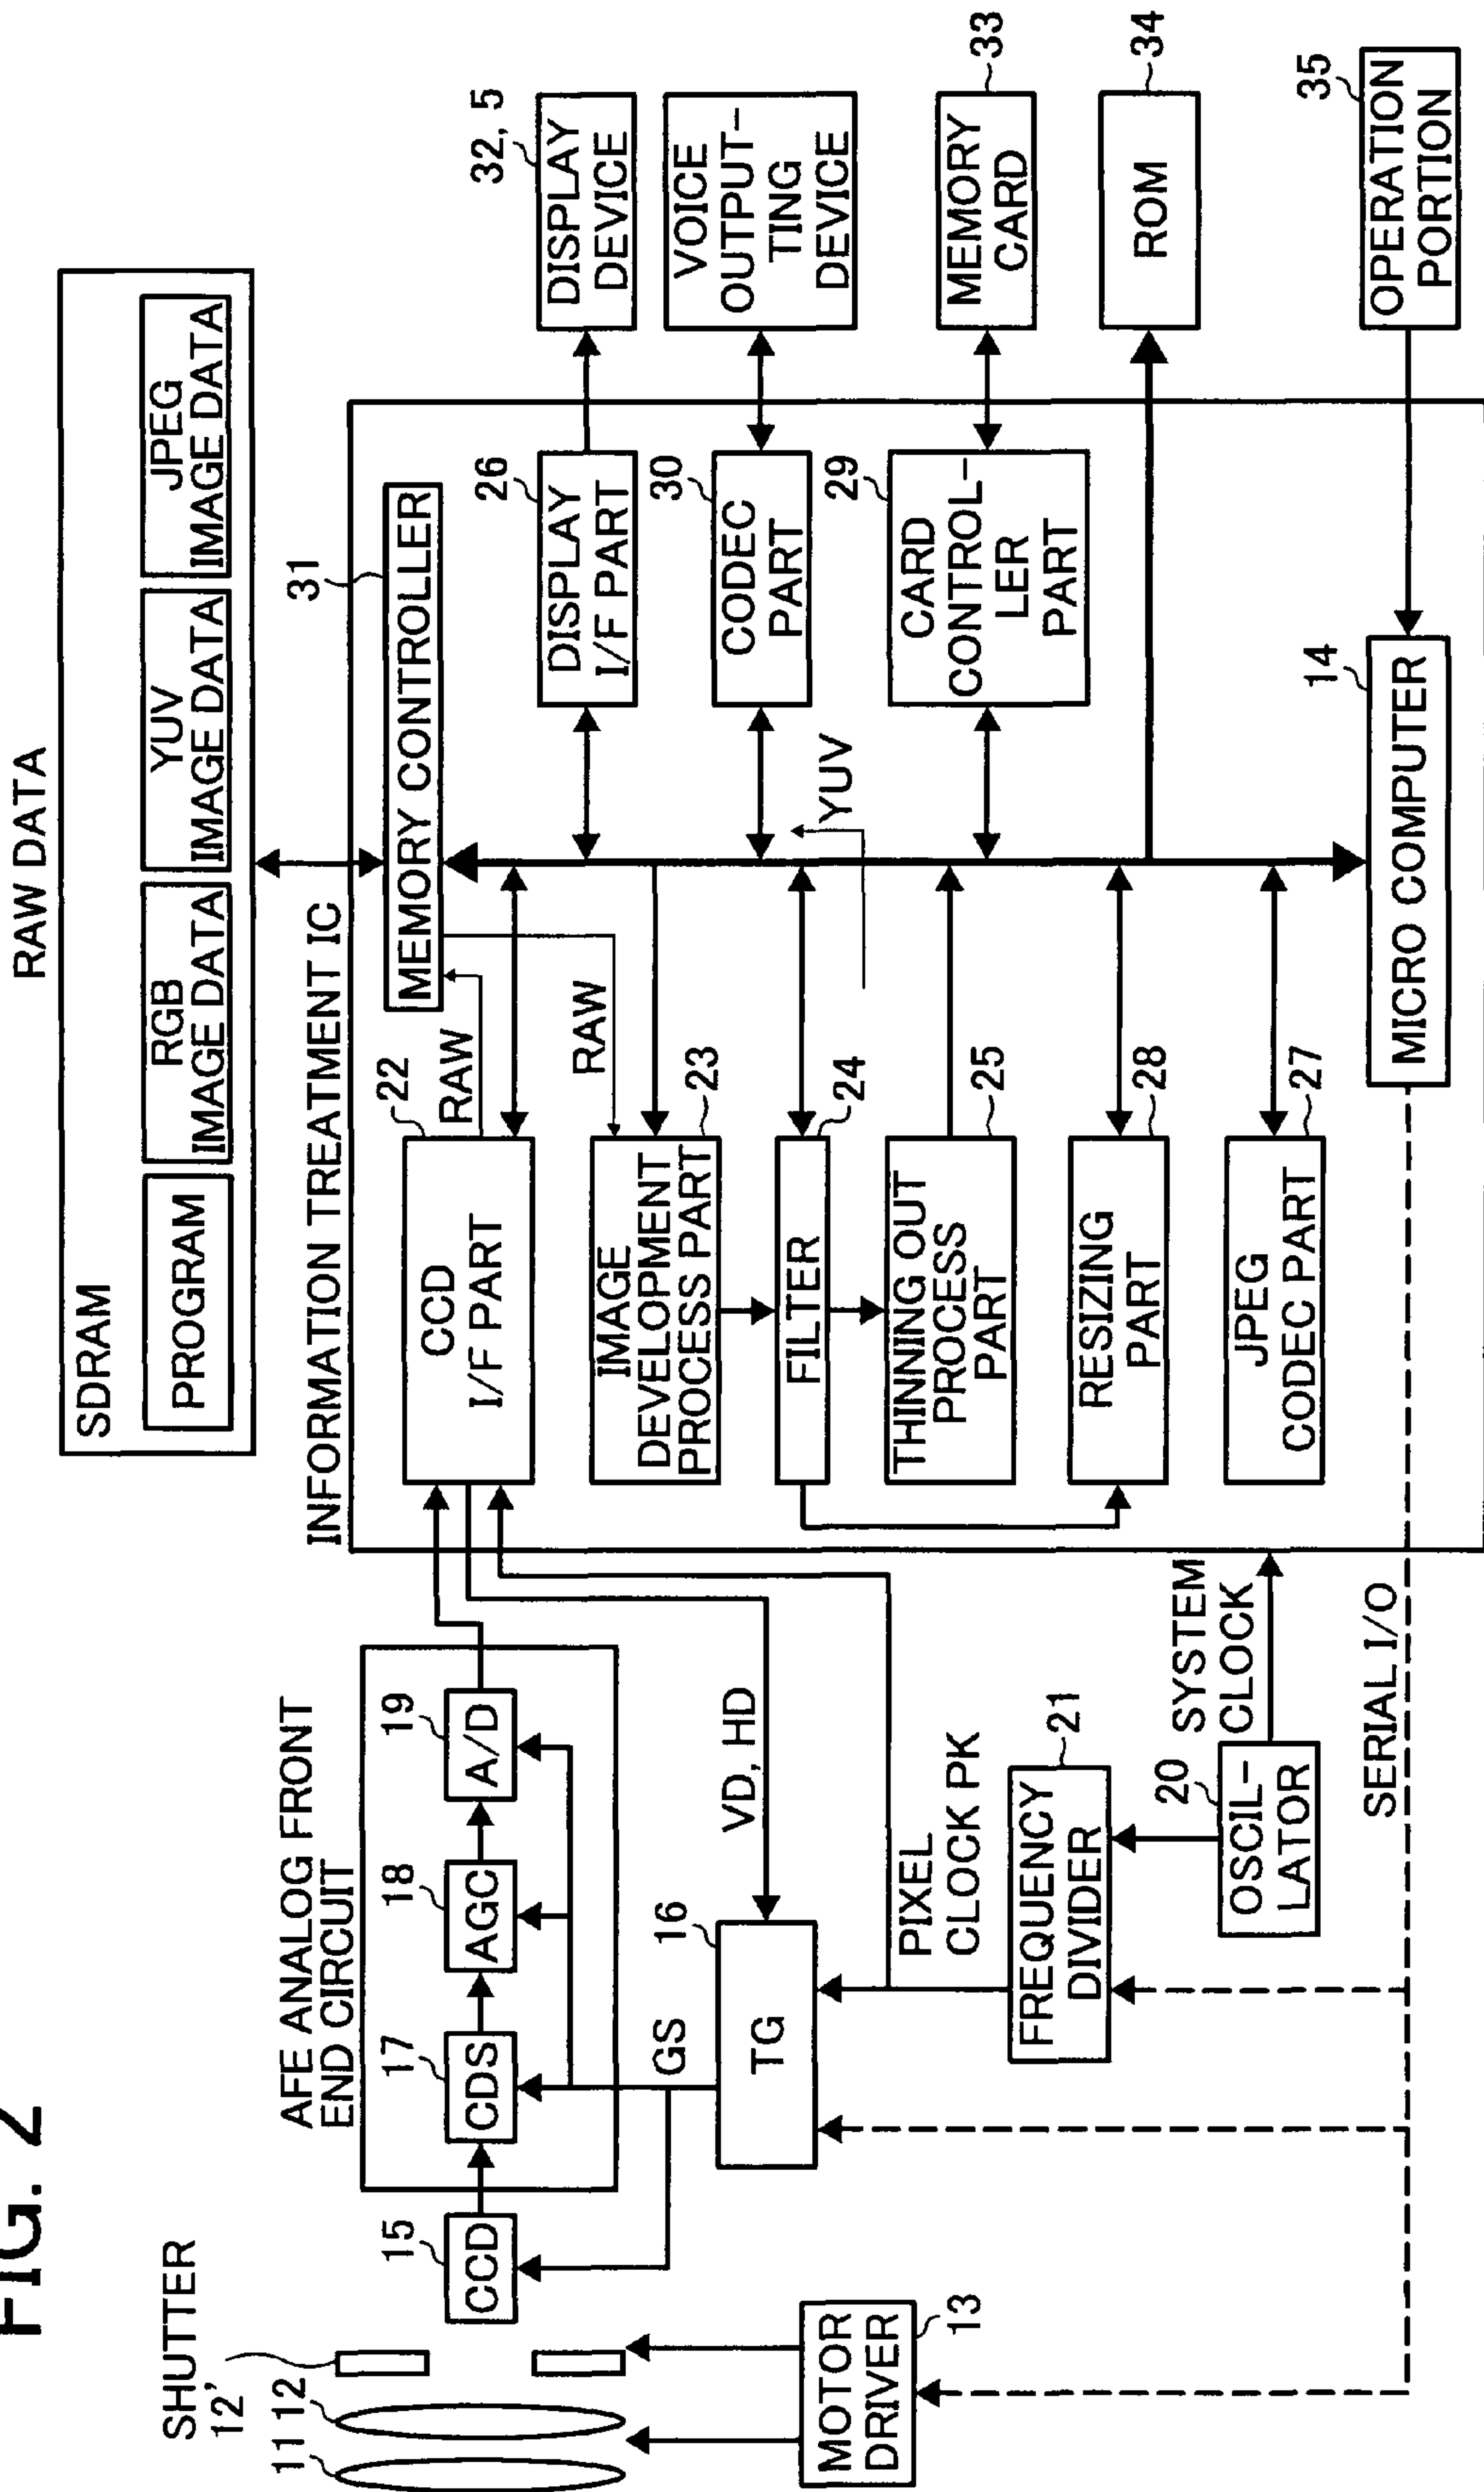 FIG. 2
RAW DATA
SDRAM
PROGRAM
RGB
IMAGE DATA
YUV
IMAGE DATA
JPEG
IMAGE DATA
INFORMATION TREATMENT IC
31
MEMORY CONTROLLER
SHUTTER
12'
11
12
MOTOR
DRIVER
13
15
CCD
AFE ANALOG FRONT
END CIRCUIT
17
CDS
18
AGC
19
A/D
GS
16
TG
VD, HD
PIXEL
CLOCK PK
21
FREQUENCY
DIVIDER
20
OSCIL-
LATOR
SYSTEM
CLOCK
SERIAL I/O
22
CCD
I/F PART
RAW
RAW
IMAGE
DEVELOPMENT
PROCESS PART
23
FILTER
24
THINNING OUT
PROCESS
PART
25
RESIZING
PART
28
JPEG
CODEC PART
27
YUV
26
DISPLAY
I/F PART
30
CODEC
PART
29
CARD
CONTROL-
LER
PART
14
MICRO COMPUTER
32, 5
DISPLAY
DEVICE
VOICE
OUTPUT-
TING
DEVICE
33
MEMORY
CARD
34
ROM
35
OPERATION
PORTION